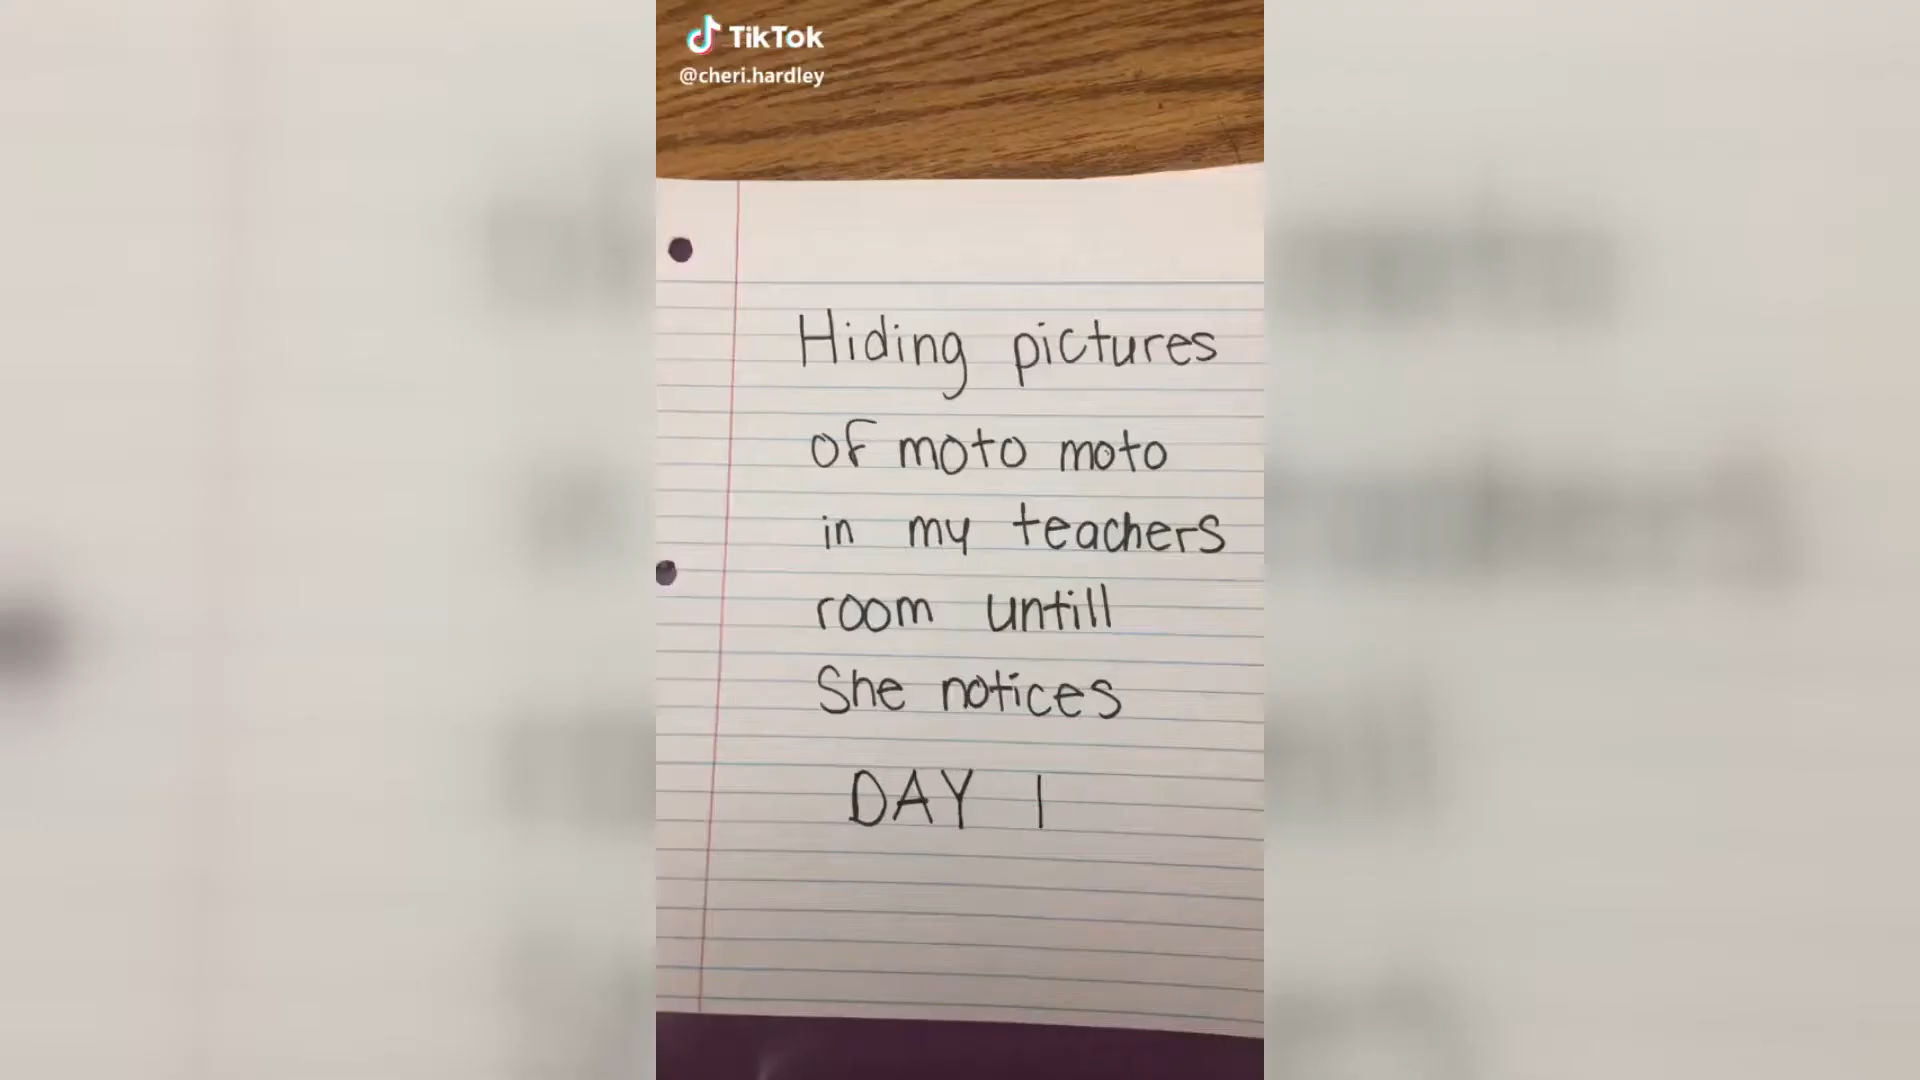 TikTok
@cheri.hardley
Hiding pictures
of moto moto
in my teachers
room untill
She notices
DAY 1